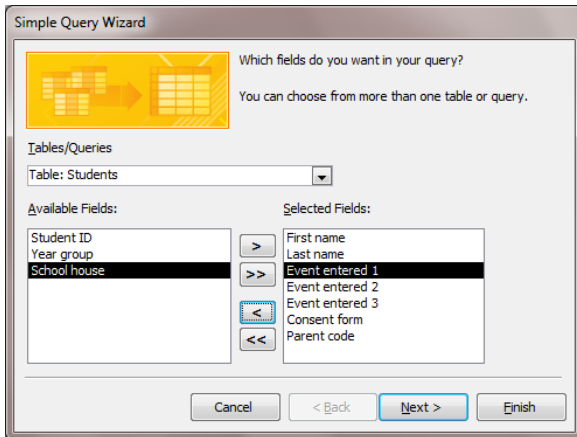 Simple Query Wizard
Which fields do you want in your query?
You can choose from more than one table or query.
Tables/Queries
Table: Students
Available Fields:
Selected Fields:
Student ID
Year group
School house
>
>>
<
<<
First name
Last name
Event entered 1
Event entered 2
Event entered 3
Consent form
Parent code
Cancel
< Back
Next >
Finish